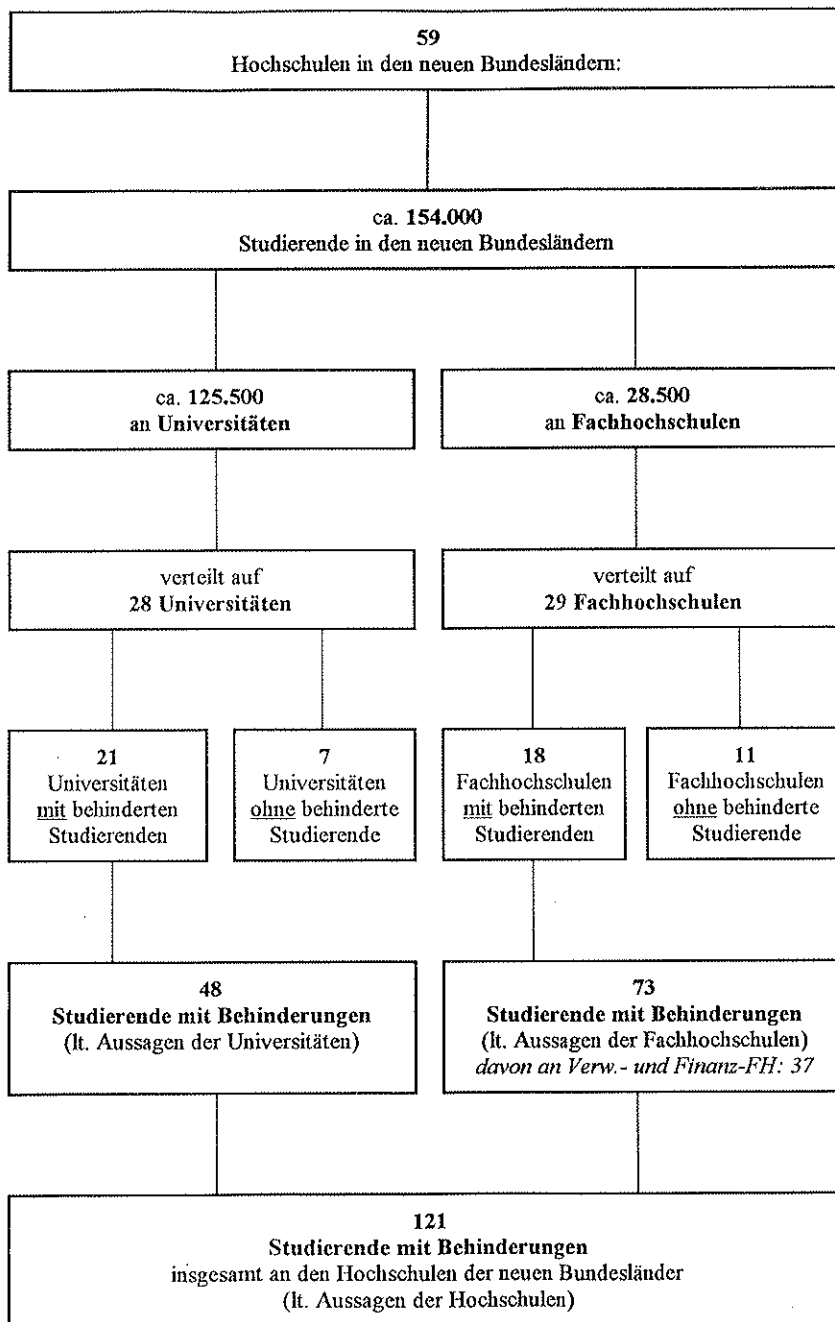 59
Hochschulen in den neuen Bundesländern:
ca. 154.000
Studierende in den neuen Bundesländern
ca. 125.500
an Universitäten
ca. 28.500
an Fachhochschulen
verteilt auf
28 Universitäten
verteilt auf
29 Fachhochschulen
21
Universitäten
mit behinderten
Studierenden
7
Universitäten
ohne behinderte
Studierende
18
Fachhochschulen
mit behinderten
Studierenden
11
Fachhochschulen
ohne behinderte
Studierende
48
Studierende mit Behinderungen
(lt. Aussagen der Universitäten)
73
Studierende mit Behinderungen
(lt. Aussagen der Fachhochschulen)
davon an Verw.- und Finanz-FH: 37
121
Studierende mit Behinderungen
insgesamt an den Hochschulen der neuen Bundesländer
(lt. Aussagen der Hochschulen)